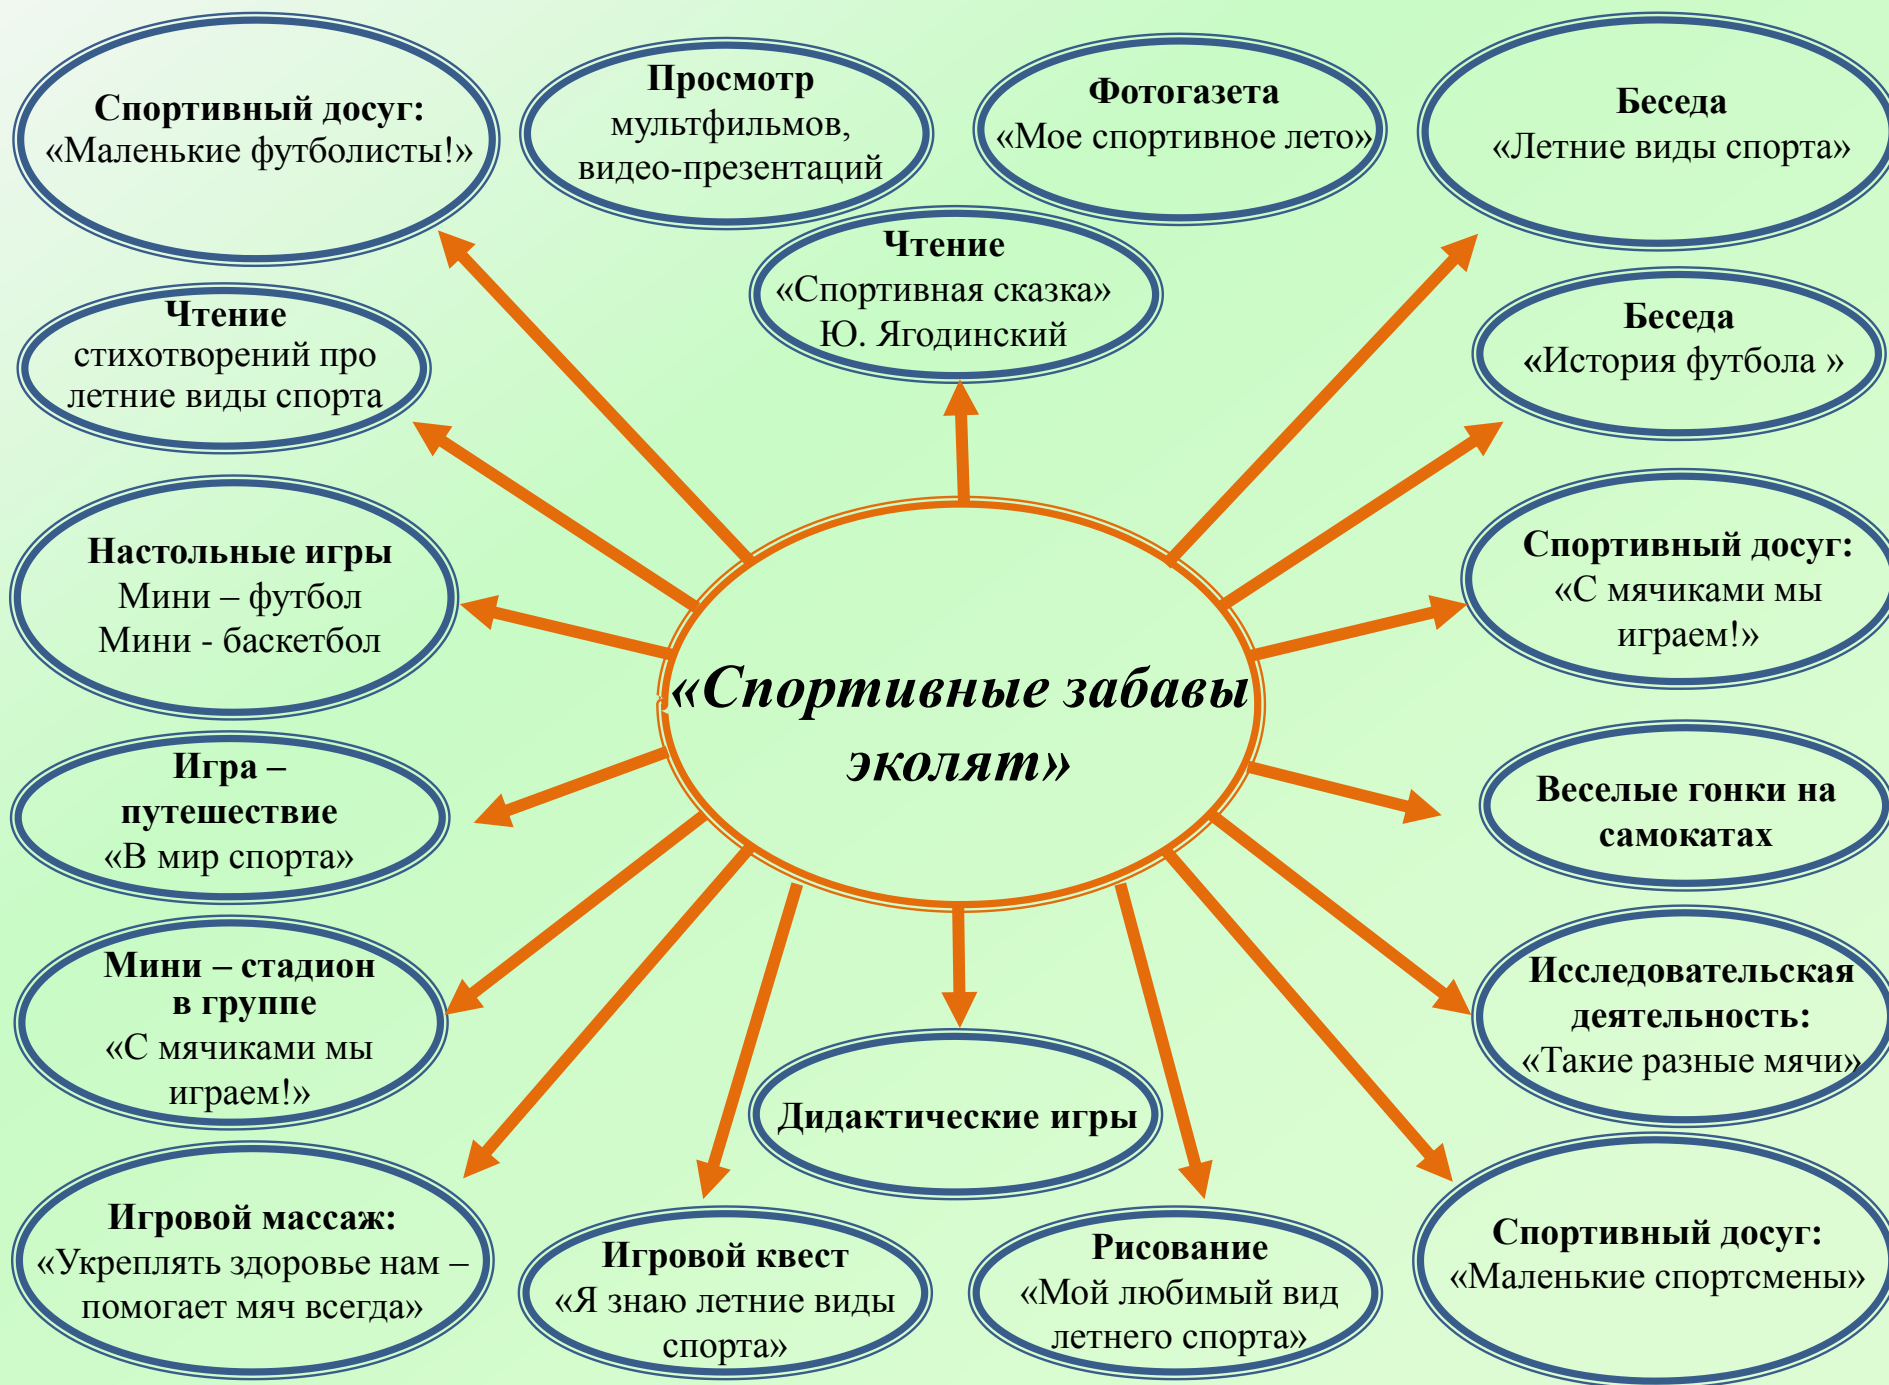 Спортивный досуг:
«Маленькие футболисты!»
Просмотр
мультфильмов,
видео-презентаций
Фотогазета
«Мое спортивное лето»
Беседа
«Летние виды спорта»
Чтение
«Спортивная сказка»
Ю. Ягодинский
Чтение
стихотворений про
летние виды спорта
Беседа
«История футбола »
Настольные игры
Мини – футбол
Мини - баскетбол
Спортивный досуг:
«С мячиками мы
играем!»
«Спортивные забавы
эколят»
Игра –
путешествие
«В мир спорта»
Веселые гонки на
самокатах
Мини – стадион
в группе
«С мячиками мы
играем!»
Исследовательская
деятельность:
«Такие разные мячи»
Дидактические игры
Игровой массаж:
«Укреплять здоровье нам –
помогает мяч всегда»
Игровой квест
«Я знаю летние виды
спорта»
Рисование
«Мой любимый вид
летнего спорта»
Спортивный досуг:
«Маленькие спортсмены»